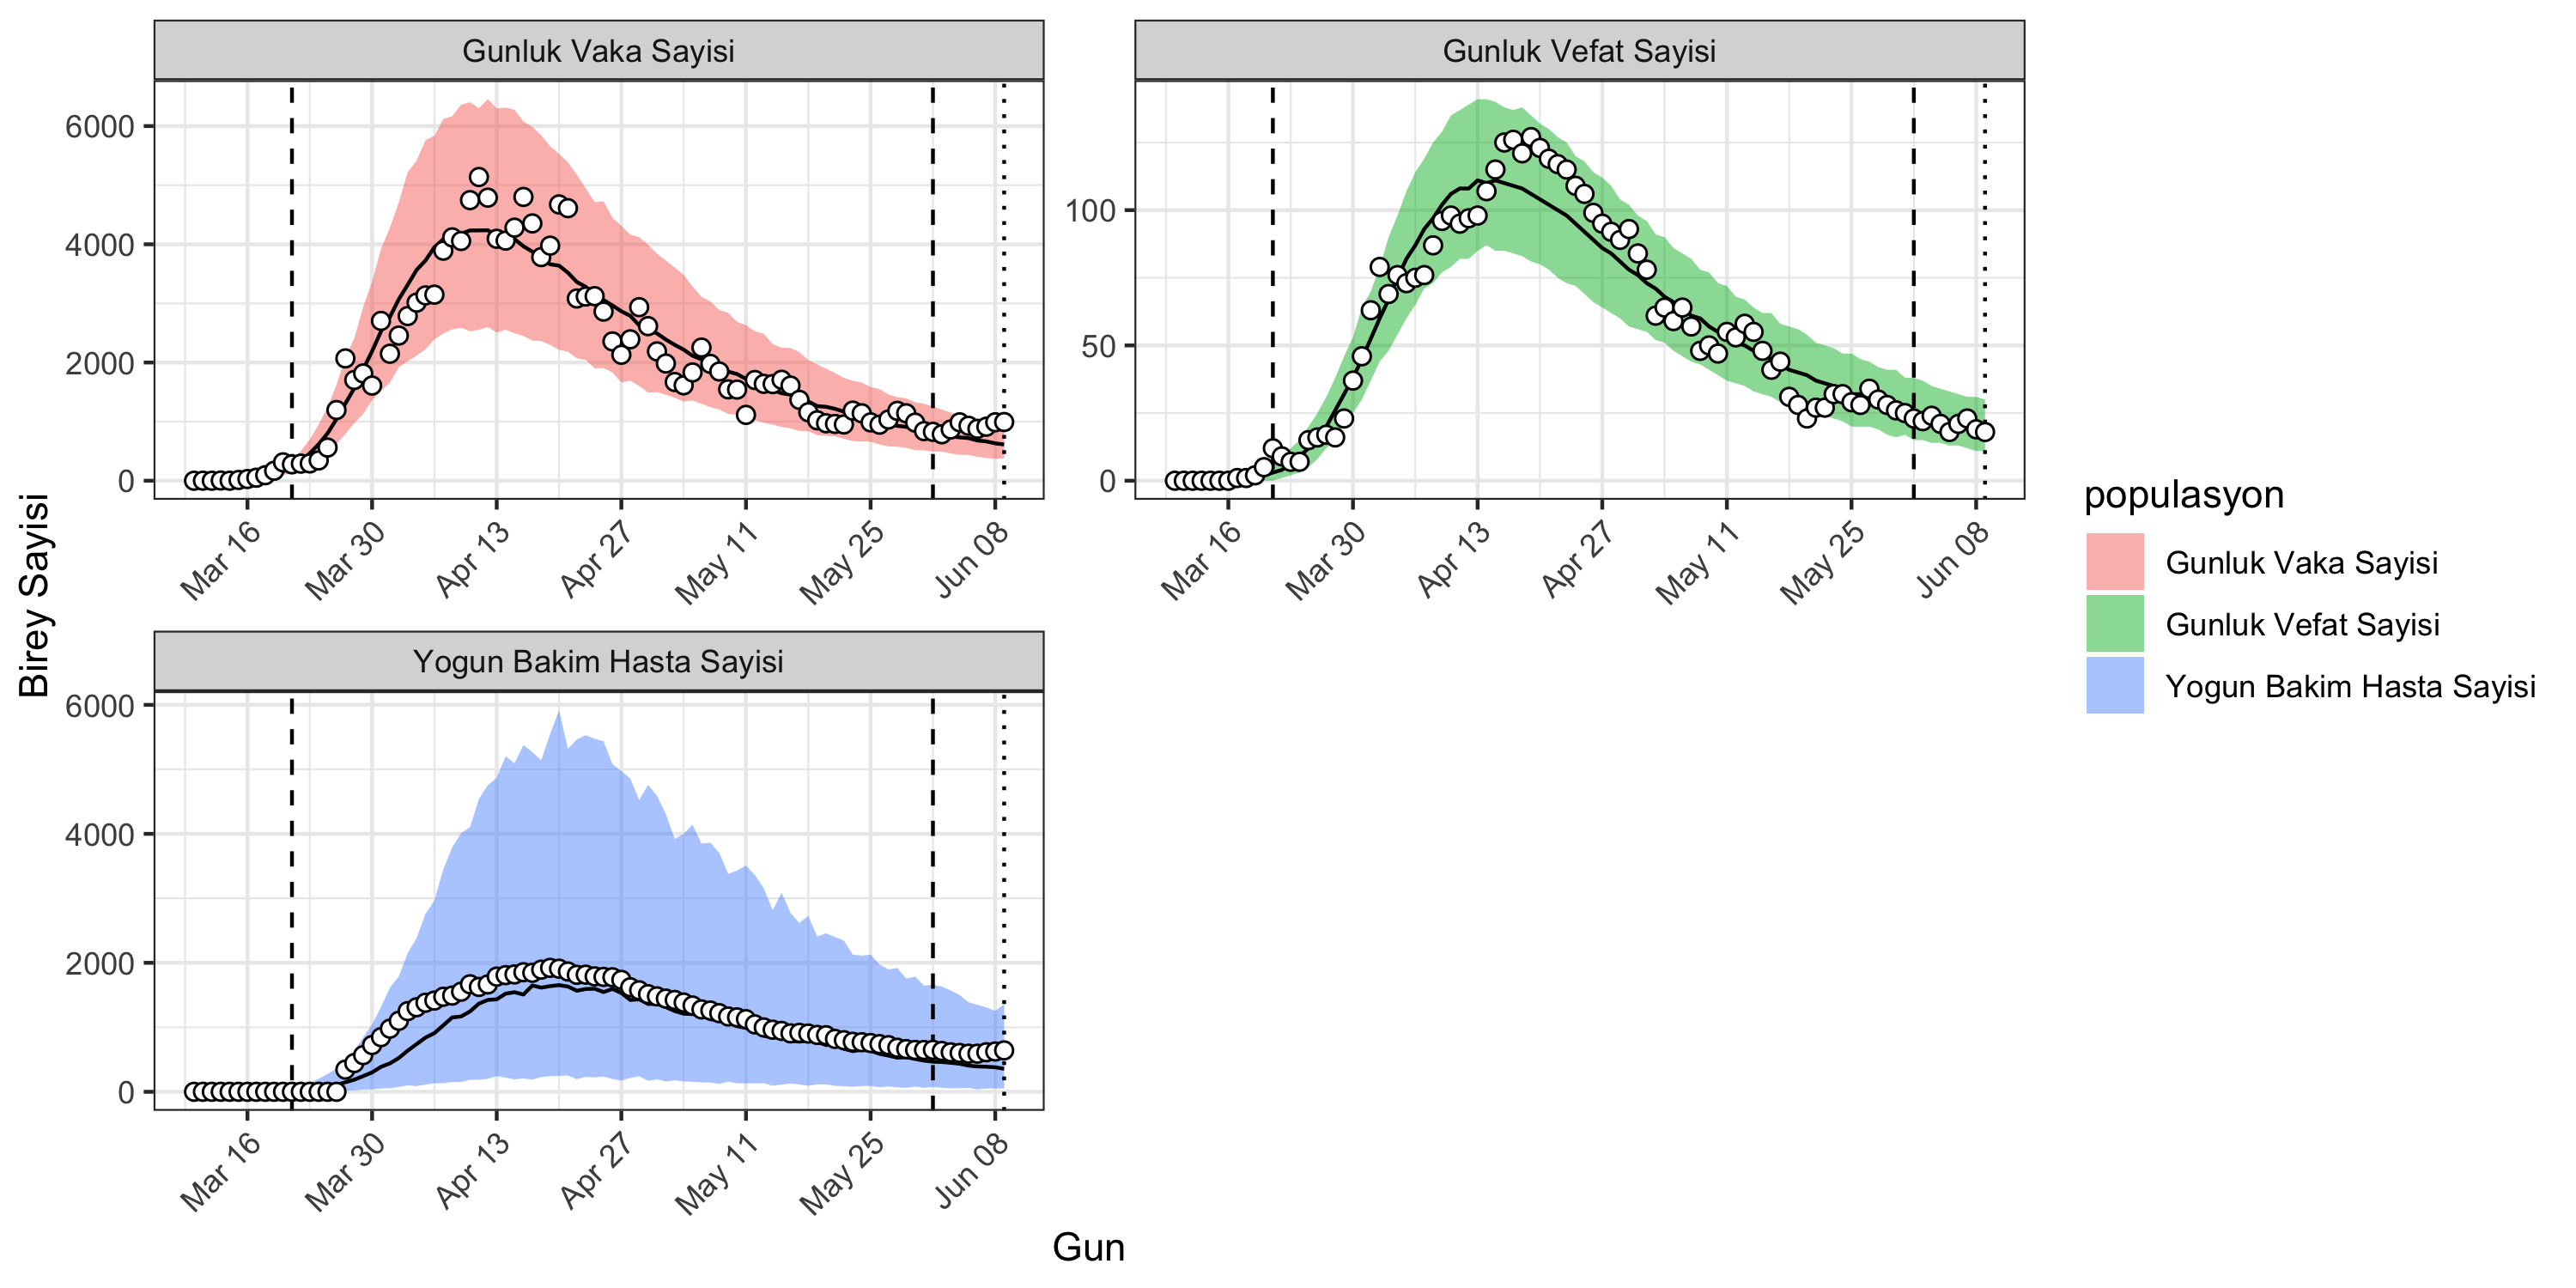 Gunluk Vaka Sayisi
Gunluk Vefat Sayisi
6000
4000
2000
0
100
50
0
Mar 16
Mar 30
Apr 13
Apr 27
May 11
May 25
Jun 08
Mar 16
Mar 30
Apr 13
Apr 27
May 11
May 25
Jun 08
Birey Sayisi
Yogun Bakim Hasta Sayisi
6000
4000
2000
0
Mar 16
Mar 30
Apr 13
Apr 27
May 11
May 25
Jun 08
Gun
populasyon
Gunluk Vaka Sayisi
Gunluk Vefat Sayisi
Yogun Bakim Hasta Sayisi